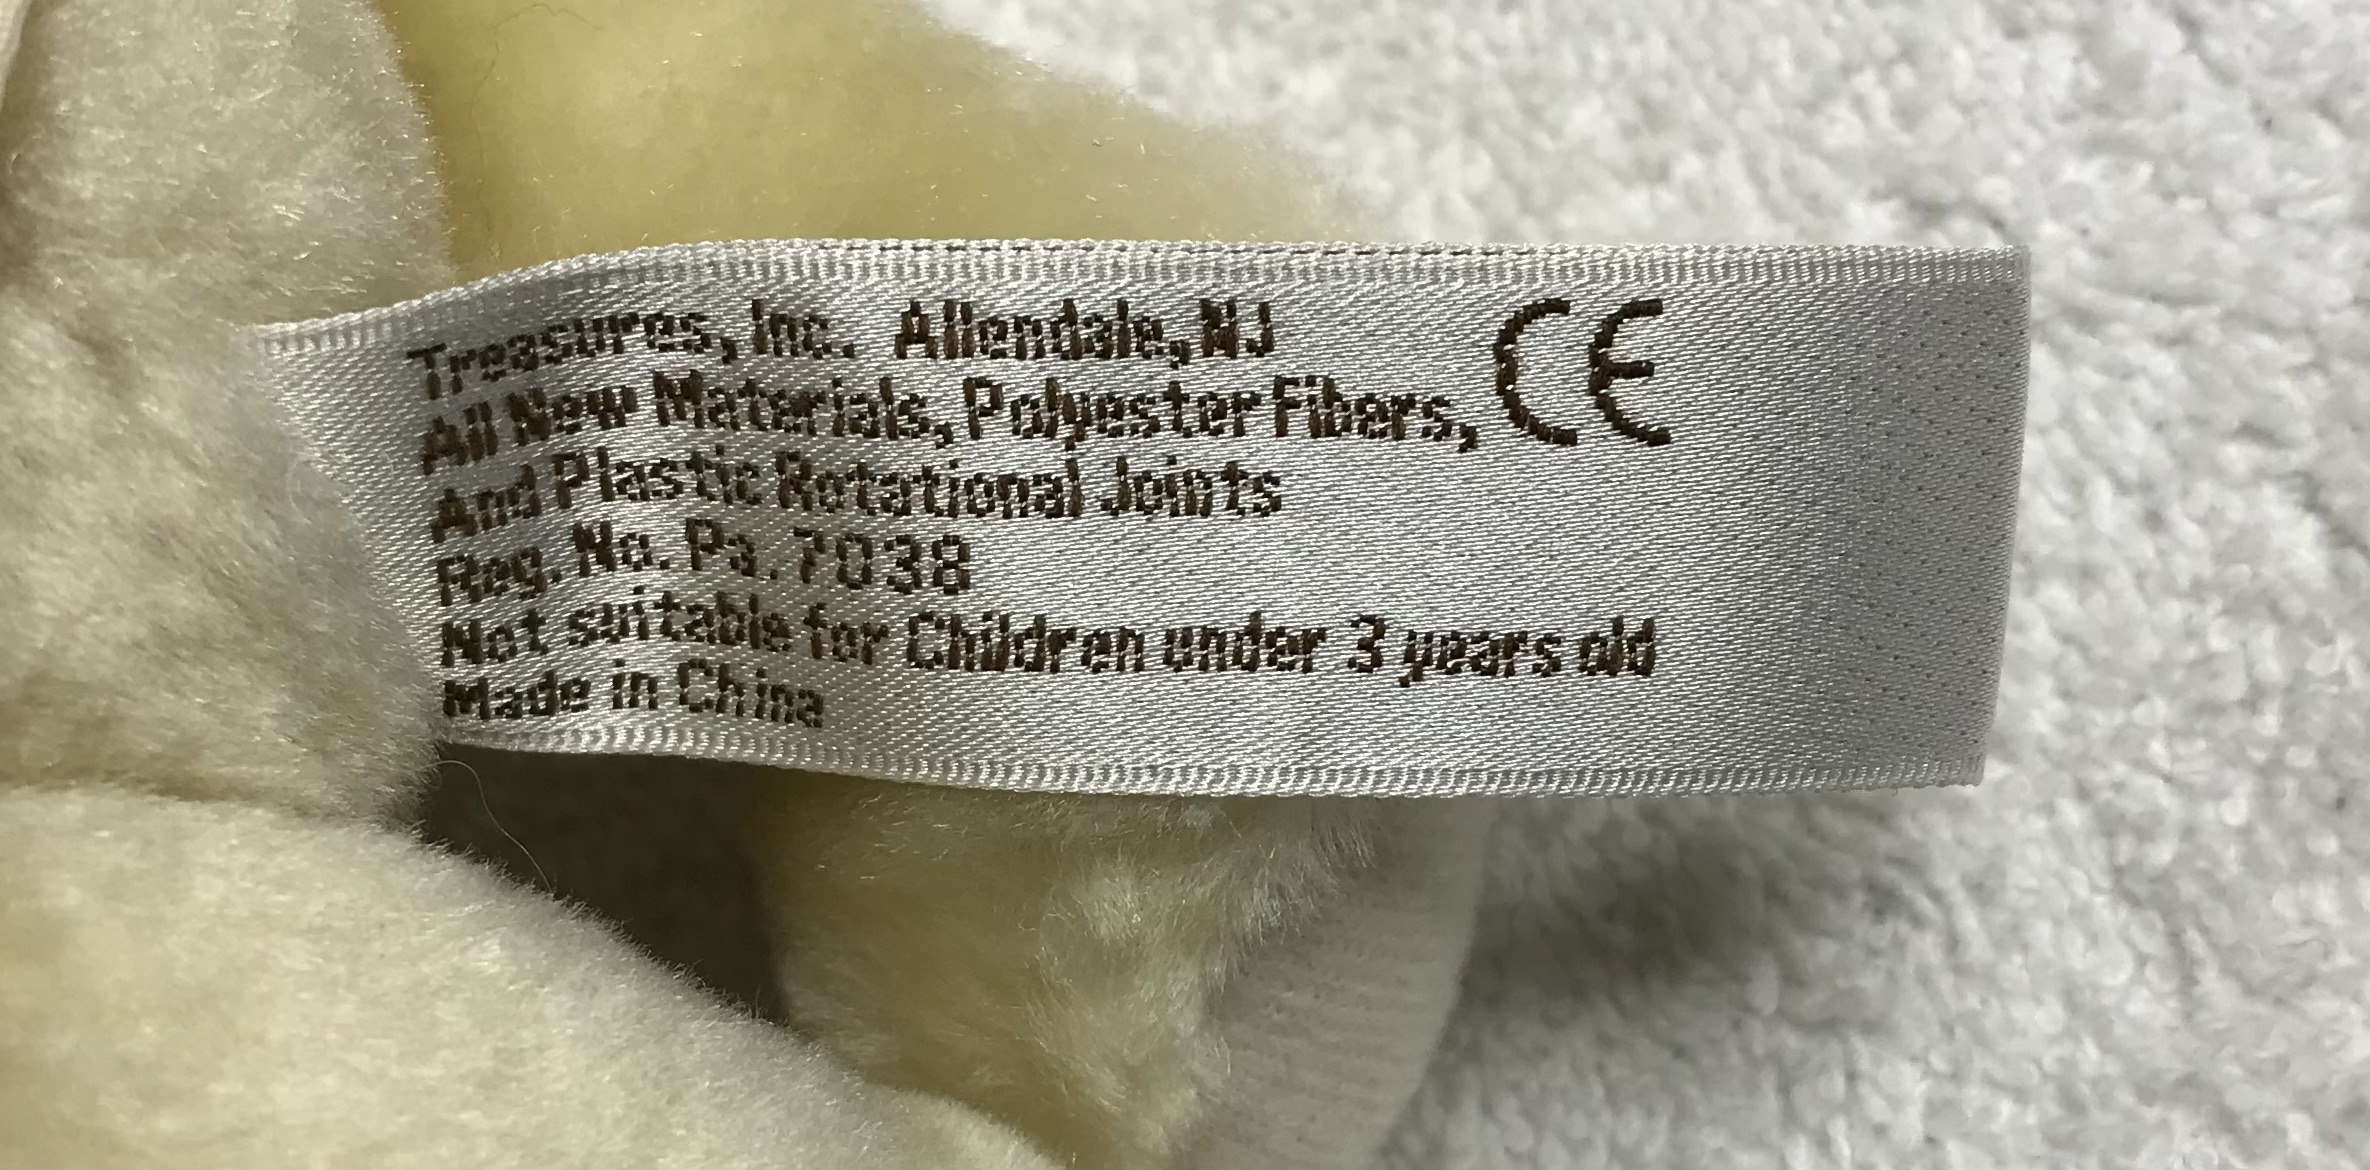 Treasures, Inc. Allendale, NJ CE
All New Materials, Polyester Fibers,
And Plastic Rotational Joints
Reg. No. Pa. 7038
Not suitable for Children under 3 years old
Made in China